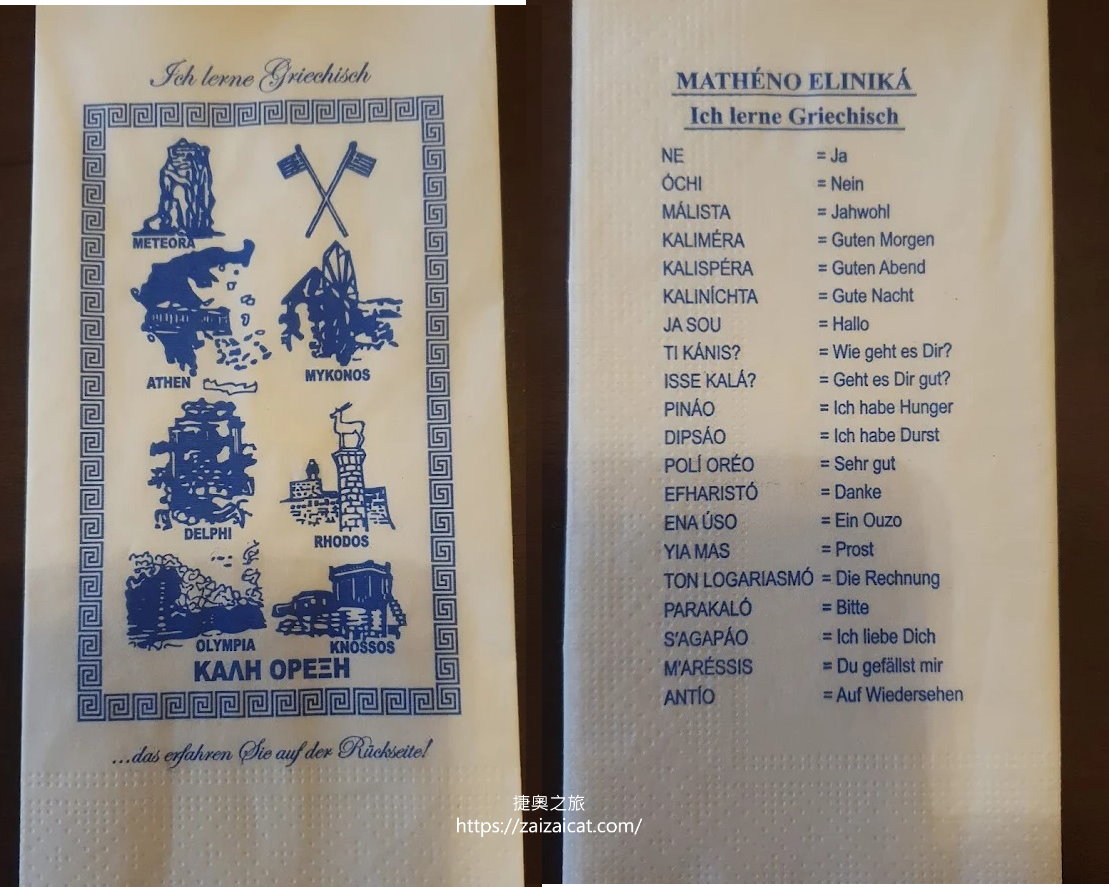 Ich lerne Griechisch
METEORA
ATHEN
MYKONOS
DELPHI
RHODOS
OLYMPIA
KNOSSOS
ΚΑΛΗ ΟΡΕΞΗ
...das erfahren Sie auf der Rückseite!
MATHÉNO ELINIKÁ
Ich lerne Griechisch
NE = Ja
ÓCHI = Nein
MÁLISTA = Jahwohl
KALIMÉRA = Guten Morgen
KALISPÉRA = Guten Abend
KALINÍCHTA = Gute Nacht
JA SOU = Hallo
TI KÁNIS? = Wie geht es Dir?
ISSE KALÁ? = Geht es Dir gut?
PINÁO = Ich habe Hunger
DIPSÁO = Ich habe Durst
POLÍ ORÉO = Sehr gut
EFHARISTÓ = Danke
ENA ÚSO = Ein Ouzo
YIA MAS = Prost
TON LOGARIASMÓ = Die Rechnung
PARAKALÓ = Bitte
S'AGAPÁO = Ich liebe Dich
M'ARÉSSIS = Du gefällst mir
ANTÍO = Auf Wiedersehen
捷奧之旅
https://zaizaicat.com/